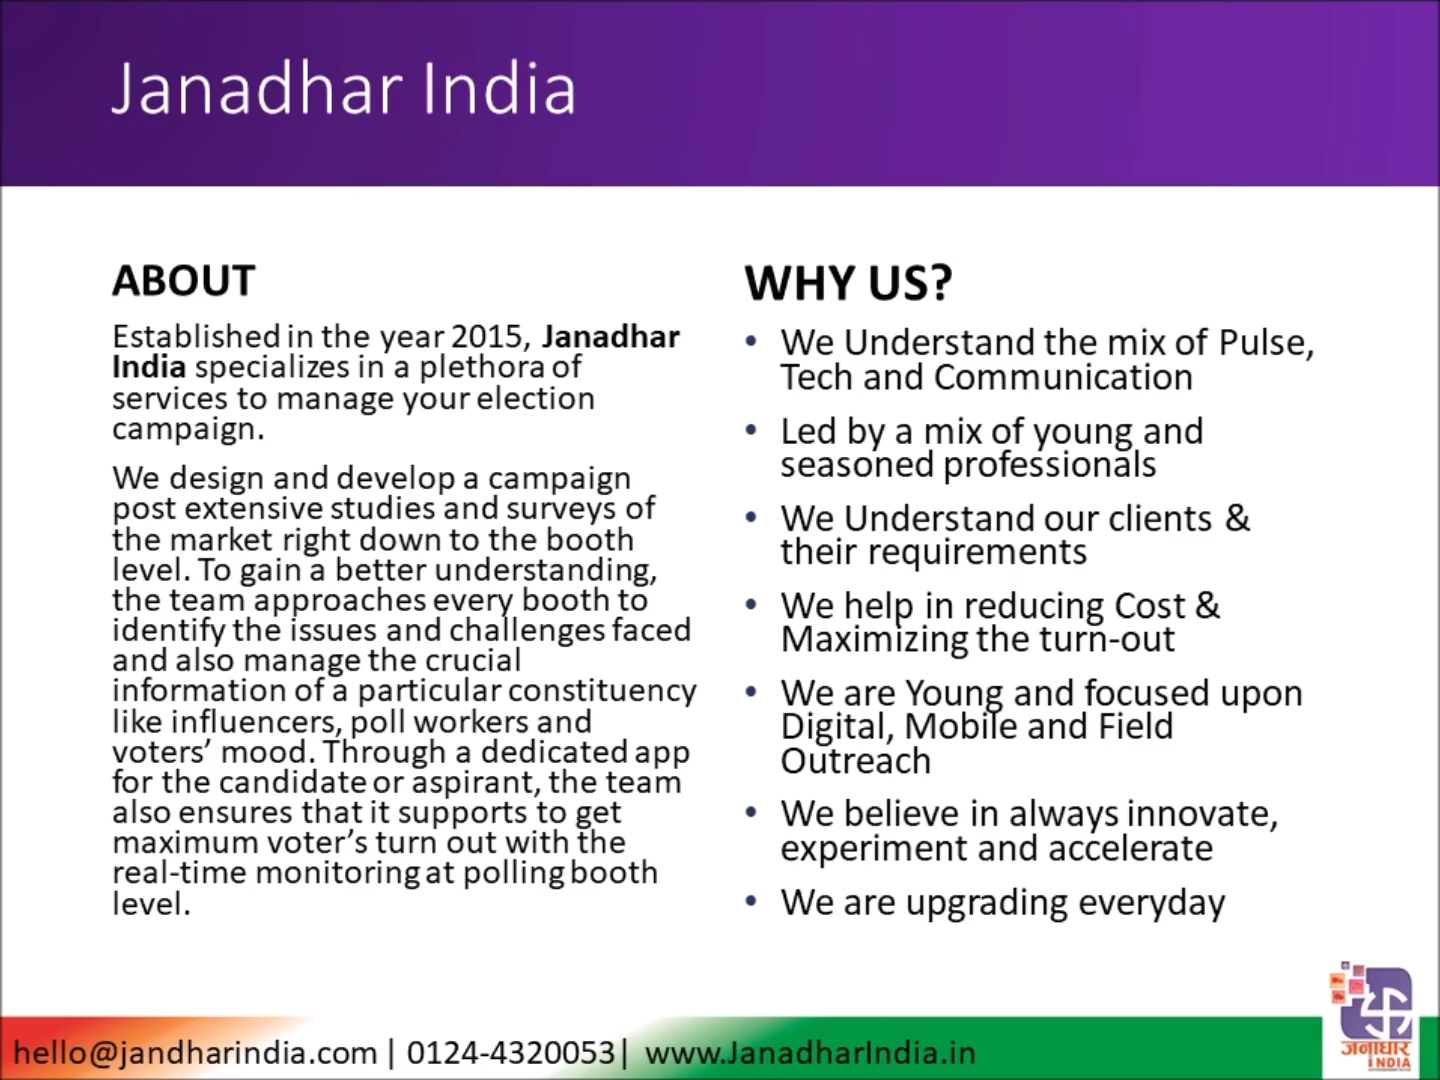 Janadhar India
ABOUT
Established in the year 2015, Janadhar
India specializes in a plethora of
services to manage your election
campaign.
We design and develop a campaign
post extensive studies and surveys of
the market right down to the booth
level. To gain a better understanding,
the team approaches every booth to
identify the issues and challenges faced
and also manage the crucial
information of a particular constituency
like influencers, poll workers and
voters’ mood. Through a dedicated app
for the candidate or aspirant, the team
also ensures that it supports to get
maximum voter’s turn out with the
real-time monitoring at polling booth
level.
WHY US?
• We Understand the mix of Pulse,
Tech and Communication
• Led by a mix of young and
seasoned professionals
• We Understand our clients &
their requirements
• We help in reducing Cost &
Maximizing the turn-out
• We are Young and focused upon
Digital, Mobile and Field
Outreach
• We believe in always innovate,
experiment and accelerate
• We are upgrading everyday
hello@jandharindia.com | 0124-4320053| www.JanadharIndia.in
जनाधार
INDIA